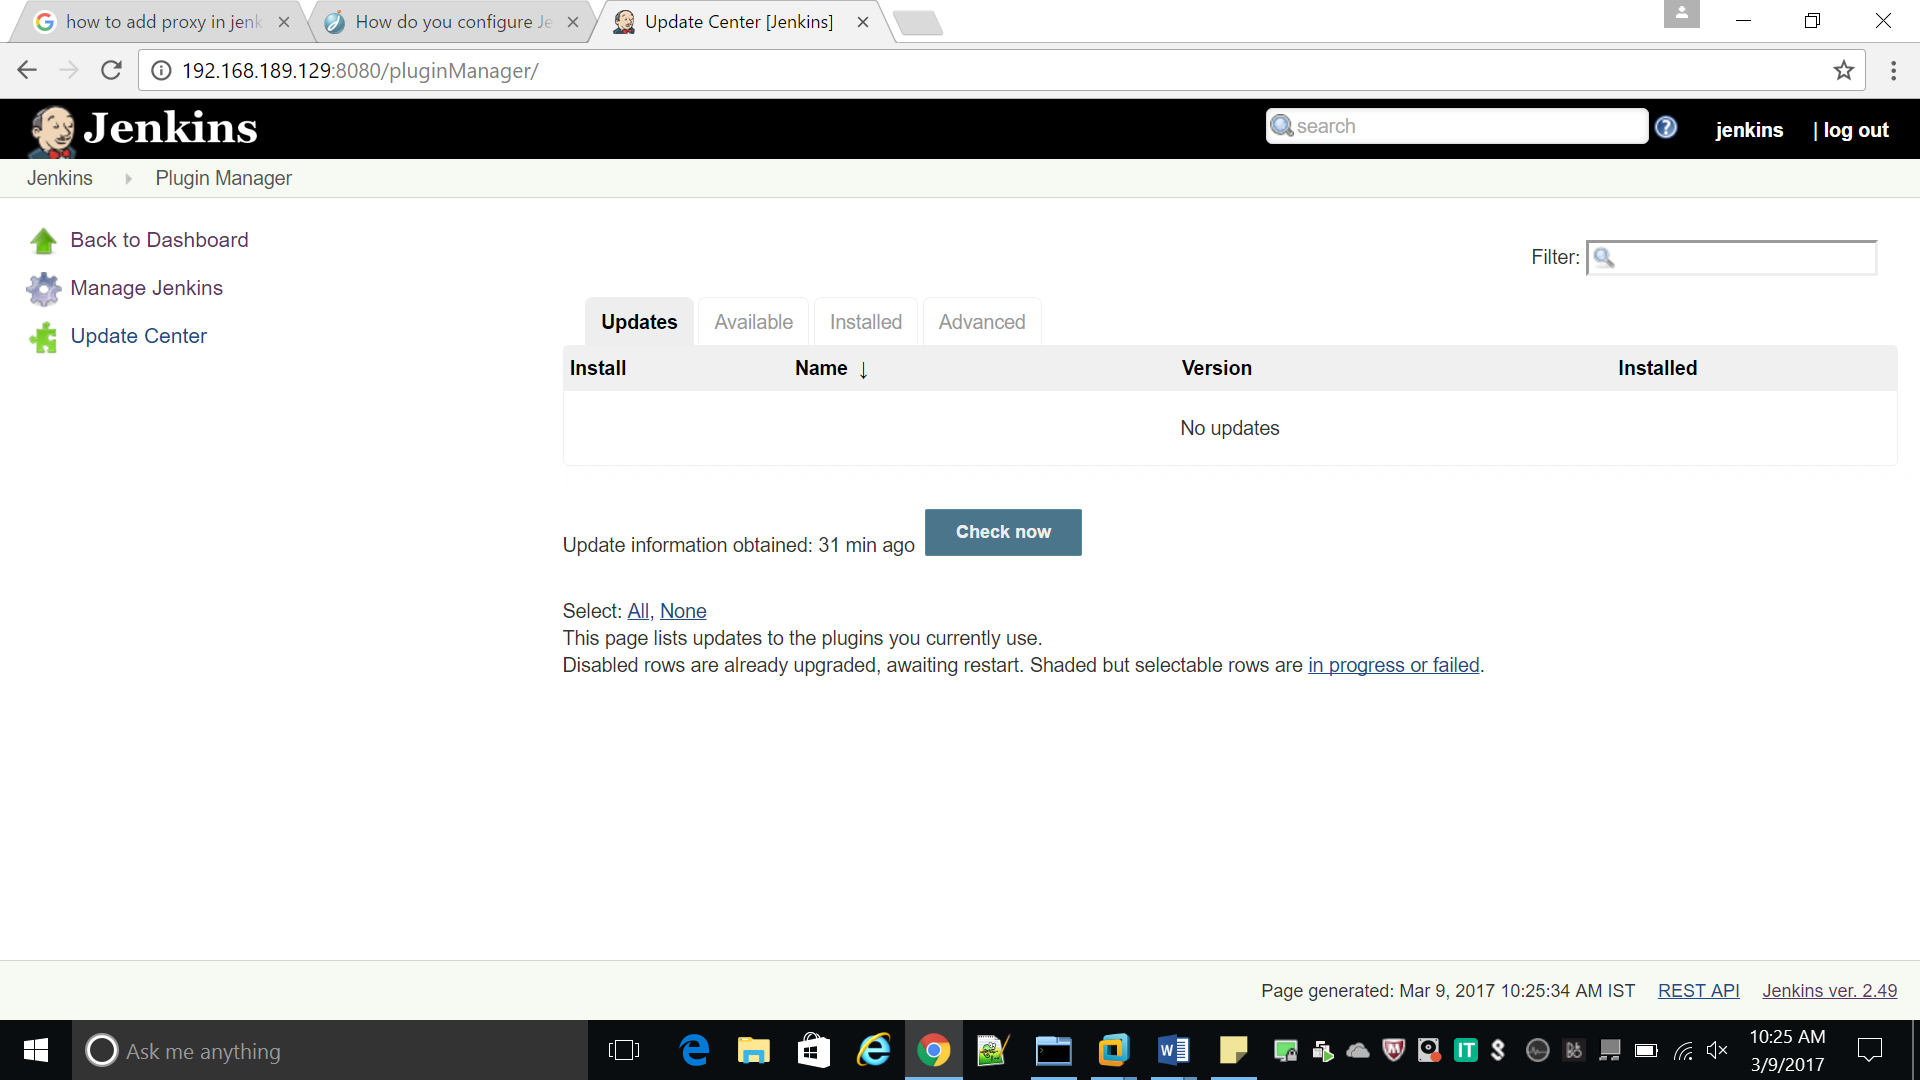 how to add proxy in jenk
How do you configure Je
Update Center [Jenkins]
192.168.189.129:8080/pluginManager/
Jenkins
search
jenkins
| log out
Jenkins
Plugin Manager
Back to Dashboard
Manage Jenkins
Update Center
Filter:
Updates
Available
Installed
Advanced
Install
Name ↓
Version
Installed
No updates
Update information obtained: 31 min ago
Check now
Select: All, None
This page lists updates to the plugins you currently use.
Disabled rows are already upgraded, awaiting restart. Shaded but selectable rows are in progress or failed.
Page generated: Mar 9, 2017 10:25:34 AM IST
REST API
Jenkins ver. 2.49
Ask me anything
IT
10:25 AM
3/9/2017